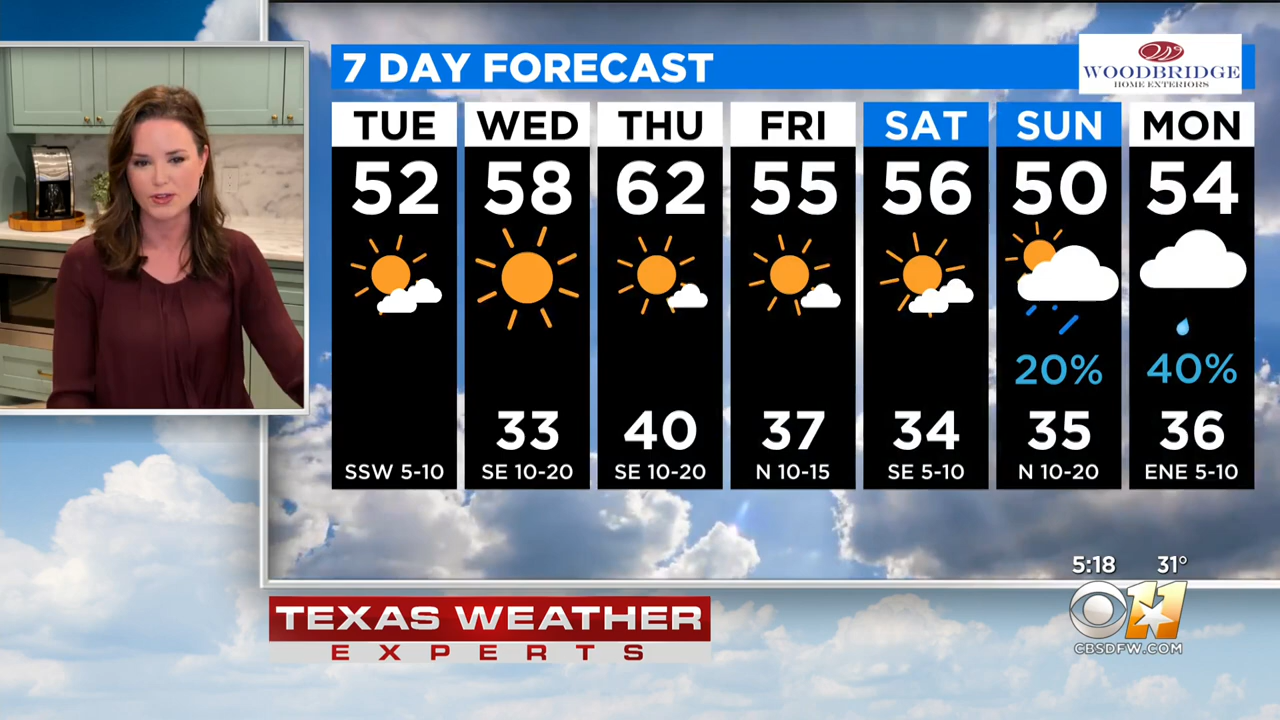 7 DAY FORECAST
WOODBRIDGE
HOME EXTERIORS
TUE WED THU FRI SAT SUN MON
52 58 62 55 56 50 54
20% 40%
33 40 37 34 35 36
SSW 5-10 SE 10-20 SE 10-20 N 10-15 SE 5-10 N 10-20 ENE 5-10
5:18 31°
TEXAS WEATHER
EXPERTS
11
CBSDFW.COM